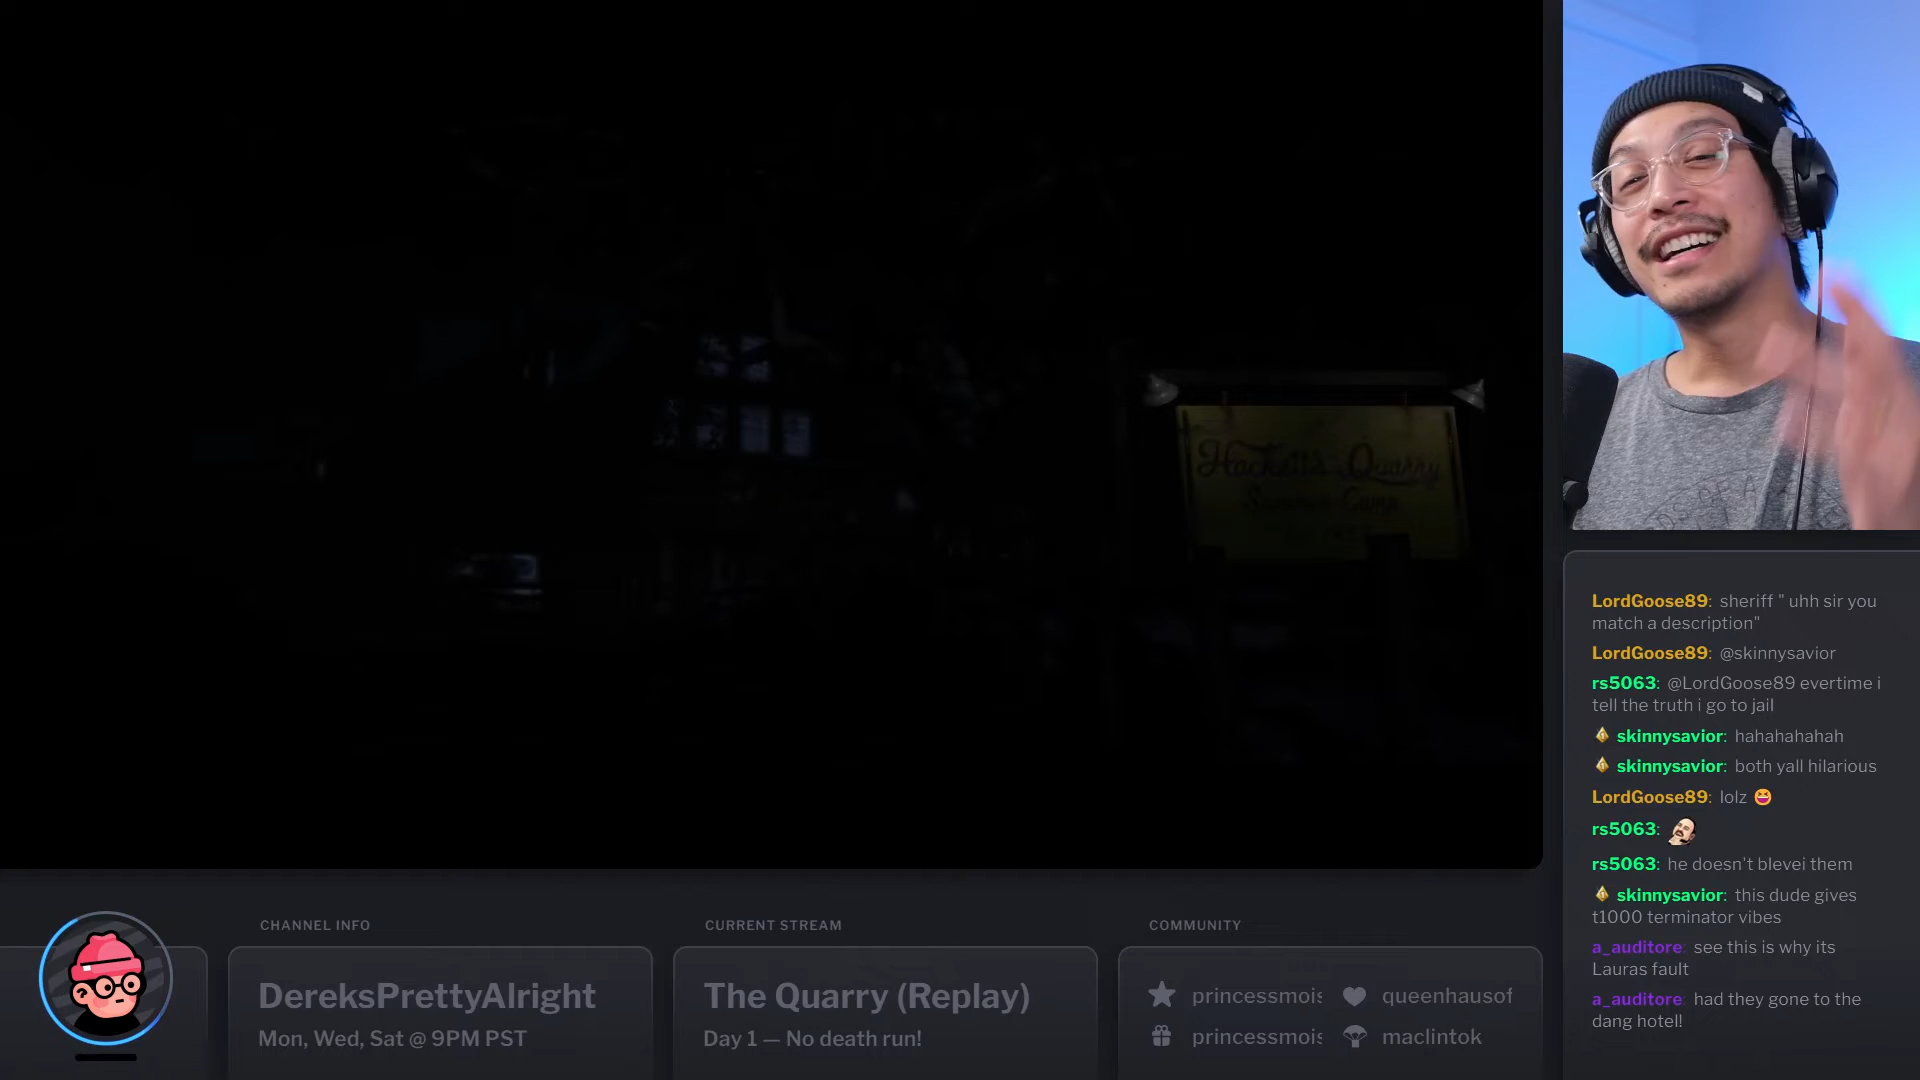 Hackett's Quarry
Summer Camp
LordGoose89: sheriff " uhh sir you
match a description"
LordGoose89: @skinnysavior
rs5063: @LordGoose89 evertime i
tell the truth i go to jail
skinnysavior: hahahahahah
skinnysavior: both yall hilarious
LordGoose89: lolz
rs5063:
rs5063: he doesn't blevei them
skinnysavior: this dude gives
t1000 terminator vibes
a_auditore: see this is why its
Lauras fault
a_auditore: had they gone to the
dang hotel!
CHANNEL INFO
DereksPrettyAlright
Mon, Wed, Sat @ 9PM PST
CURRENT STREAM
The Quarry (Replay)
Day 1 — No death run!
COMMUNITY
princessmois queenhausof
princessmois maclintok